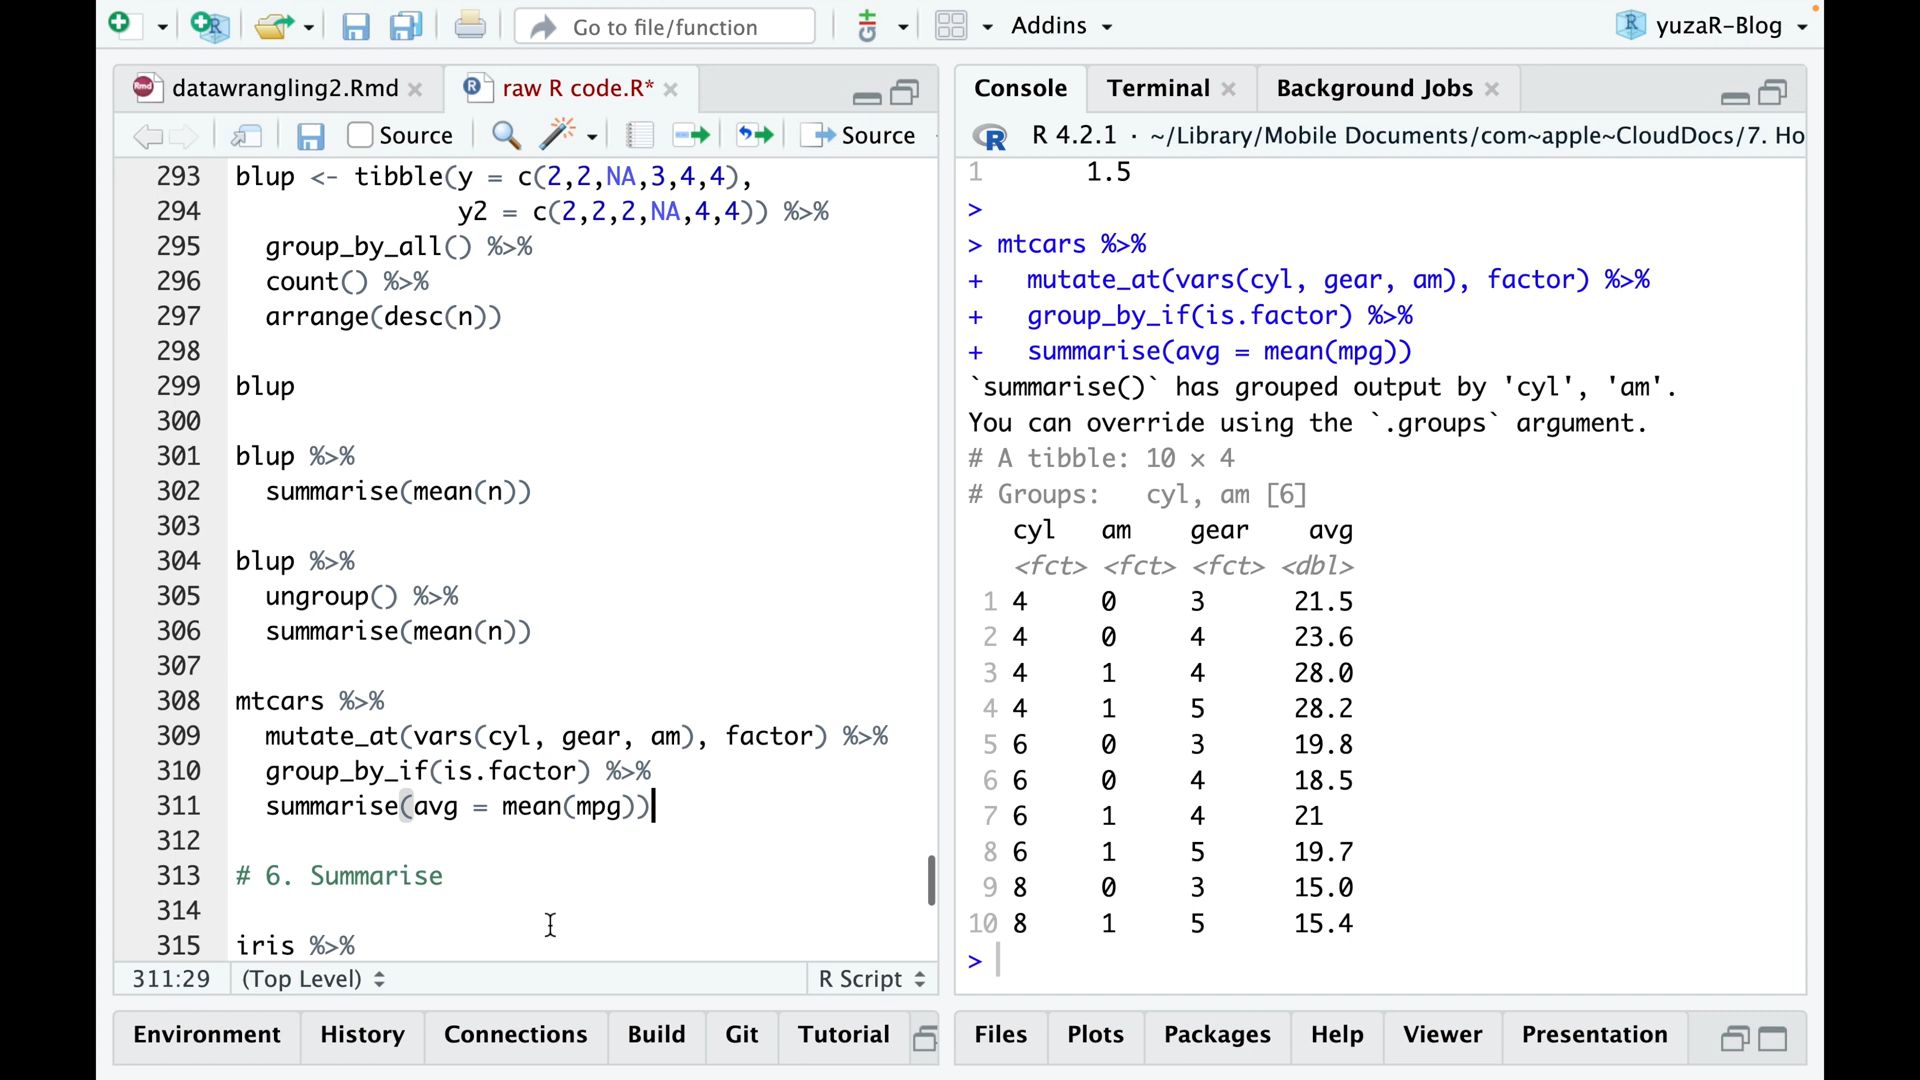 Go to file/function
Addins
yuzaR-Blog
datawrangling2.Rmd
raw R code.R*
Source
Source
293 blup <- tibble(y = c(2,2,NA,3,4,4),
294 y2 = c(2,2,2,NA,4,4)) %>%
295 group_by_all() %>%
296 count() %>%
297 arrange(desc(n))
298
299 blup
300
301 blup %>%
302 summarise(mean(n))
303
304 blup %>%
305 ungroup() %>%
306 summarise(mean(n))
307
308 mtcars %>%
309 mutate_at(vars(cyl, gear, am), factor) %>%
310 group_by_if(is.factor) %>%
311 summarise(avg = mean(mpg))
312
313 # 6. Summarise
314
315 iris %>%
311:29 (Top Level) R Script
Environment History Connections Build Git Tutorial
Console Terminal Background Jobs
R 4.2.1 · ~/Library/Mobile Documents/com~apple~CloudDocs/7. Ho
1 1.5
>
> mtcars %>%
+ mutate_at(vars(cyl, gear, am), factor) %>%
+ group_by_if(is.factor) %>%
+ summarise(avg = mean(mpg))
`summarise()` has grouped output by 'cyl', 'am'.
You can override using the `.groups` argument.
# A tibble: 10 × 4
# Groups: cyl, am [6]
cyl am gear avg
<fct> <fct> <fct> <dbl>
1 4 0 3 21.5
2 4 0 4 23.6
3 4 1 4 28.0
4 4 1 5 28.2
5 6 0 3 19.8
6 6 0 4 18.5
7 6 1 4 21
8 6 1 5 19.7
9 8 0 3 15.0
10 8 1 5 15.4
>
Files Plots Packages Help Viewer Presentation